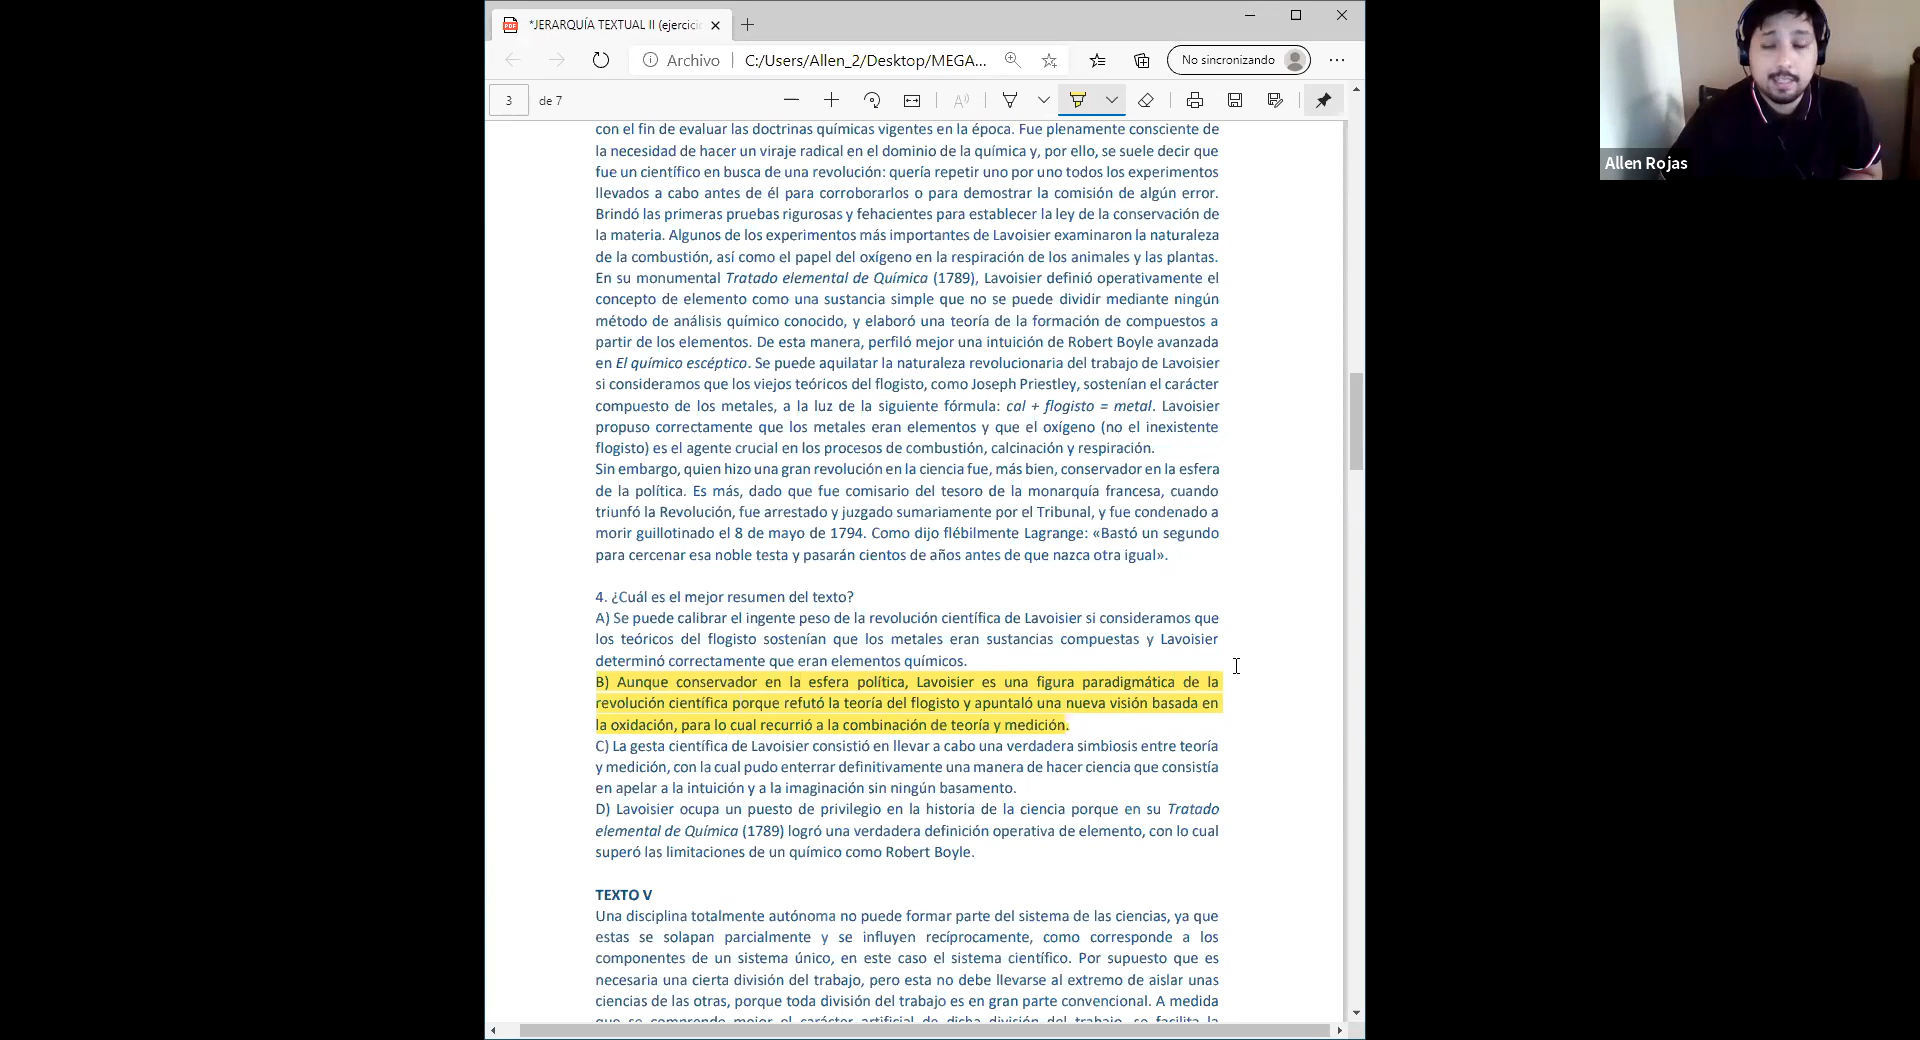 *JERARQUÍA TEXTUAL II (ejercici
Archivo
C:/Users/Allen_2/Desktop/MEGA...
No sincronizando
3
de 7
con el fin de evaluar las doctrinas químicas vigentes en la época. Fue plenamente consciente de
la necesidad de hacer un viraje radical en el dominio de la química y, por ello, se suele decir que
fue un científico en busca de una revolución: quería repetir uno por uno todos los experimentos
llevados a cabo antes de él para corroborarlos o para demostrar la comisión de algún error.
Brindó las primeras pruebas rigurosas y fehacientes para establecer la ley de la conservación de
la materia. Algunos de los experimentos más importantes de Lavoisier examinaron la naturaleza
de la combustión, así como el papel del oxígeno en la respiración de los animales y las plantas.
En su monumental Tratado elemental de Química (1789), Lavoisier definió operativamente el
concepto de elemento como una sustancia simple que no se puede dividir mediante ningún
método de análisis químico conocido, y elaboró una teoría de la formación de compuestos a
partir de los elementos. De esta manera, perfiló mejor una intuición de Robert Boyle avanzada
en El químico escéptico. Se puede aquilatar la naturaleza revolucionaria del trabajo de Lavoisier
si consideramos que los viejos teóricos del flogisto, como Joseph Priestley, sostenían el carácter
compuesto de los metales, a la luz de la siguiente fórmula: cal + flogisto = metal. Lavoisier
propuso correctamente que los metales eran elementos y que el oxígeno (no el inexistente
flogisto) es el agente crucial en los procesos de combustión, calcinación y respiración.
Sin embargo, quien hizo una gran revolución en la ciencia fue, más bien, conservador en la esfera
de la política. Es más, dado que fue comisario del tesoro de la monarquía francesa, cuando
triunfó la Revolución, fue arrestado y juzgado sumariamente por el Tribunal, y fue condenado a
morir guillotinado el 8 de mayo de 1794. Como dijo flébilmente Lagrange: «Bastó un segundo
para cercenar esa noble testa y pasarán cientos de años antes de que nazca otra igual».
4. ¿Cuál es el mejor resumen del texto?
A) Se puede calibrar el ingente peso de la revolución científica de Lavoisier si consideramos que
los teóricos del flogisto sostenían que los metales eran sustancias compuestas y Lavoisier
determinó correctamente que eran elementos químicos.
B) Aunque conservador en la esfera política, Lavoisier es una figura paradigmática de la
revolución científica porque refutó la teoría del flogisto y apuntaló una nueva visión basada en
la oxidación, para lo cual recurrió a la combinación de teoría y medición.
C) La gesta científica de Lavoisier consistió en llevar a cabo una verdadera simbiosis entre teoría
y medición, con la cual pudo enterrar definitivamente una manera de hacer ciencia que consistía
en apelar a la intuición y a la imaginación sin ningún basamento.
D) Lavoisier ocupa un puesto de privilegio en la historia de la ciencia porque en su Tratado
elemental de Química (1789) logró una verdadera definición operativa de elemento, con lo cual
superó las limitaciones de un químico como Robert Boyle.
TEXTO V
Una disciplina totalmente autónoma no puede formar parte del sistema de las ciencias, ya que
estas se solapan parcialmente y se influyen recíprocamente, como corresponde a los
componentes de un sistema único, en este caso el sistema científico. Por supuesto que es
necesaria una cierta división del trabajo, pero esta no debe llevarse al extremo de aislar unas
ciencias de las otras, porque toda división del trabajo es en gran parte convencional. A medida
que se comprende mejor el carácter artificial de dicha división del trabajo, se facilita la
Allen Rojas